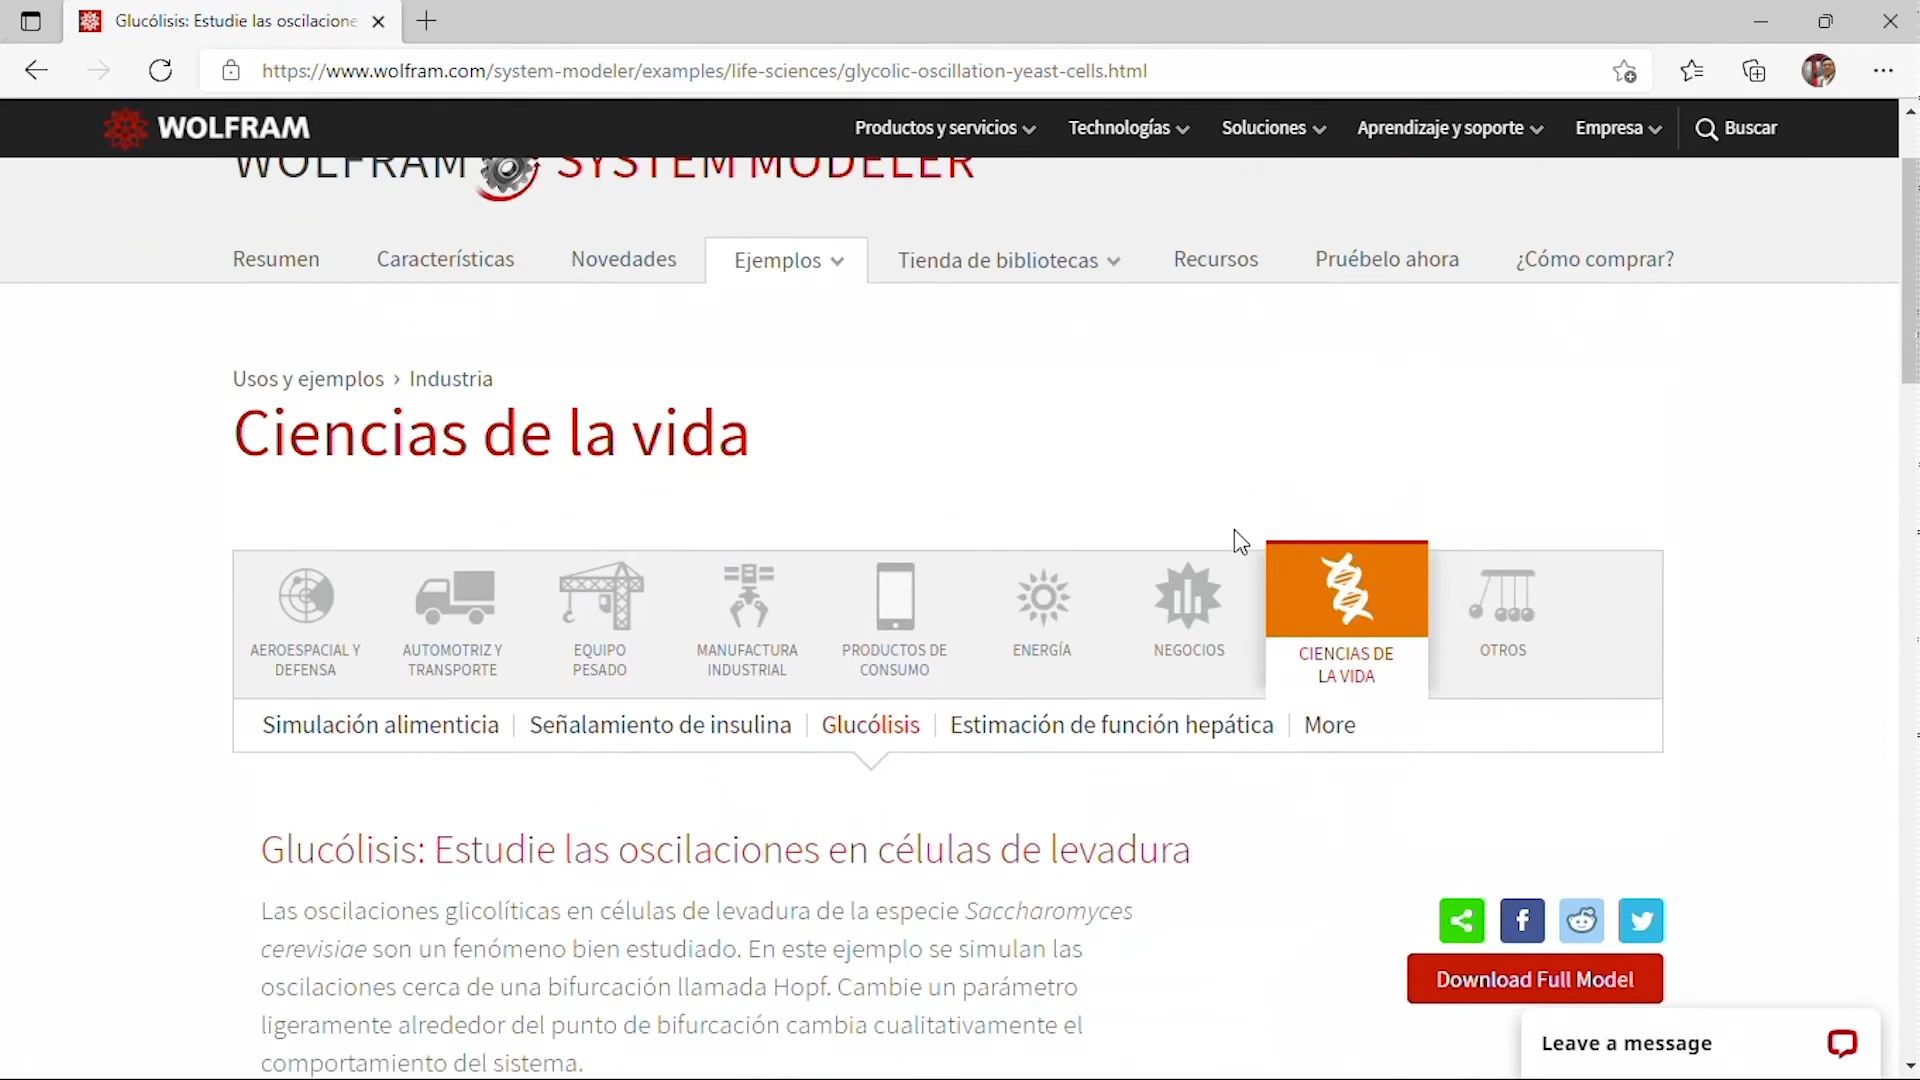 Glucólisis: Estudie las oscilacione
https://www.wolfram.com/system-modeler/examples/life-sciences/glycolic-oscillation-yeast-cells.html
WOLFRAM
Productos y servicios
Tecnologías
Soluciones
Aprendizaje y soporte
Empresa
Buscar
WOLFRAM SYSTEM MODELER
Resumen
Características
Novedades
Ejemplos
Tienda de bibliotecas
Recursos
Pruébelo ahora
¿Cómo comprar?
Usos y ejemplos › Industria
Ciencias de la vida
AEROESPACIAL Y
DEFENSA
AUTOMOTRIZ Y
TRANSPORTE
EQUIPO
PESADO
MANUFACTURA
INDUSTRIAL
PRODUCTOS DE
CONSUMO
ENERGÍA
NEGOCIOS
CIENCIAS DE
LA VIDA
OTROS
Simulación alimenticia
Señalamiento de insulina
Glucólisis
Estimación de función hepática
More
Glucólisis: Estudie las oscilaciones en células de levadura
Las oscilaciones glicolíticas en células de levadura de la especie Saccharomyces
cerevisiae son un fenómeno bien estudiado. En este ejemplo se simulan las
oscilaciones cerca de una bifurcación llamada Hopf. Cambie un parámetro
ligeramente alrededor del punto de bifurcación cambia cualitativamente el
comportamiento del sistema.
Download Full Model
Leave a message